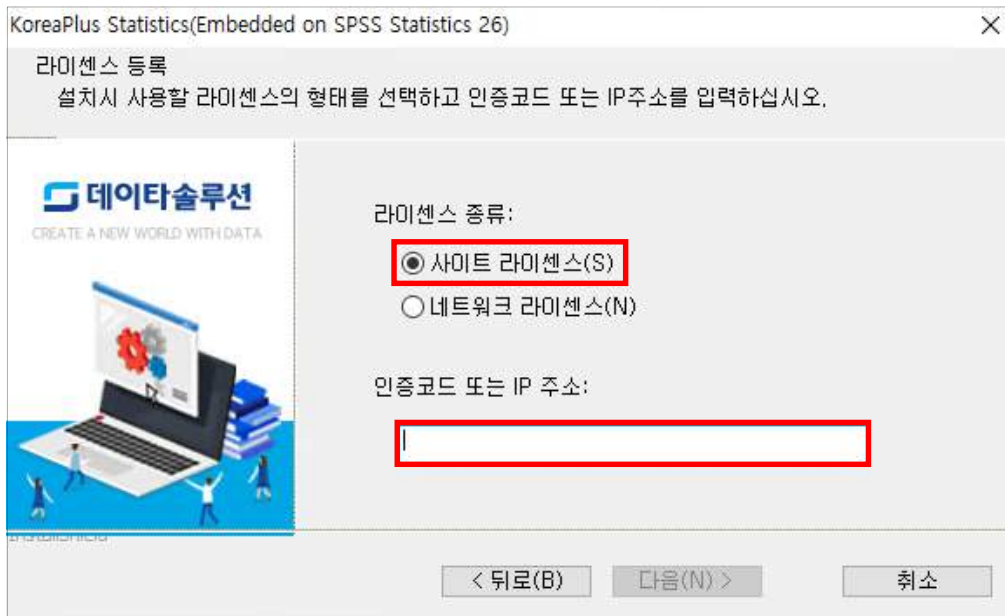 KoreaPlus Statistics(Embedded on SPSS Statistics 26)
라이센스 등록
설치시 사용할 라이센스의 형태를 선택하고 인증코드 또는 IP주소를 입력하십시오.
데이타솔루션
CREATE A NEW WORLD WITH DATA
라이센스 종류:
사이트 라이센스(S)
네트워크 라이센스(N)
인증코드 또는 IP 주소:
InstallShield
< 뒤로(B)
다음(N) >
취소